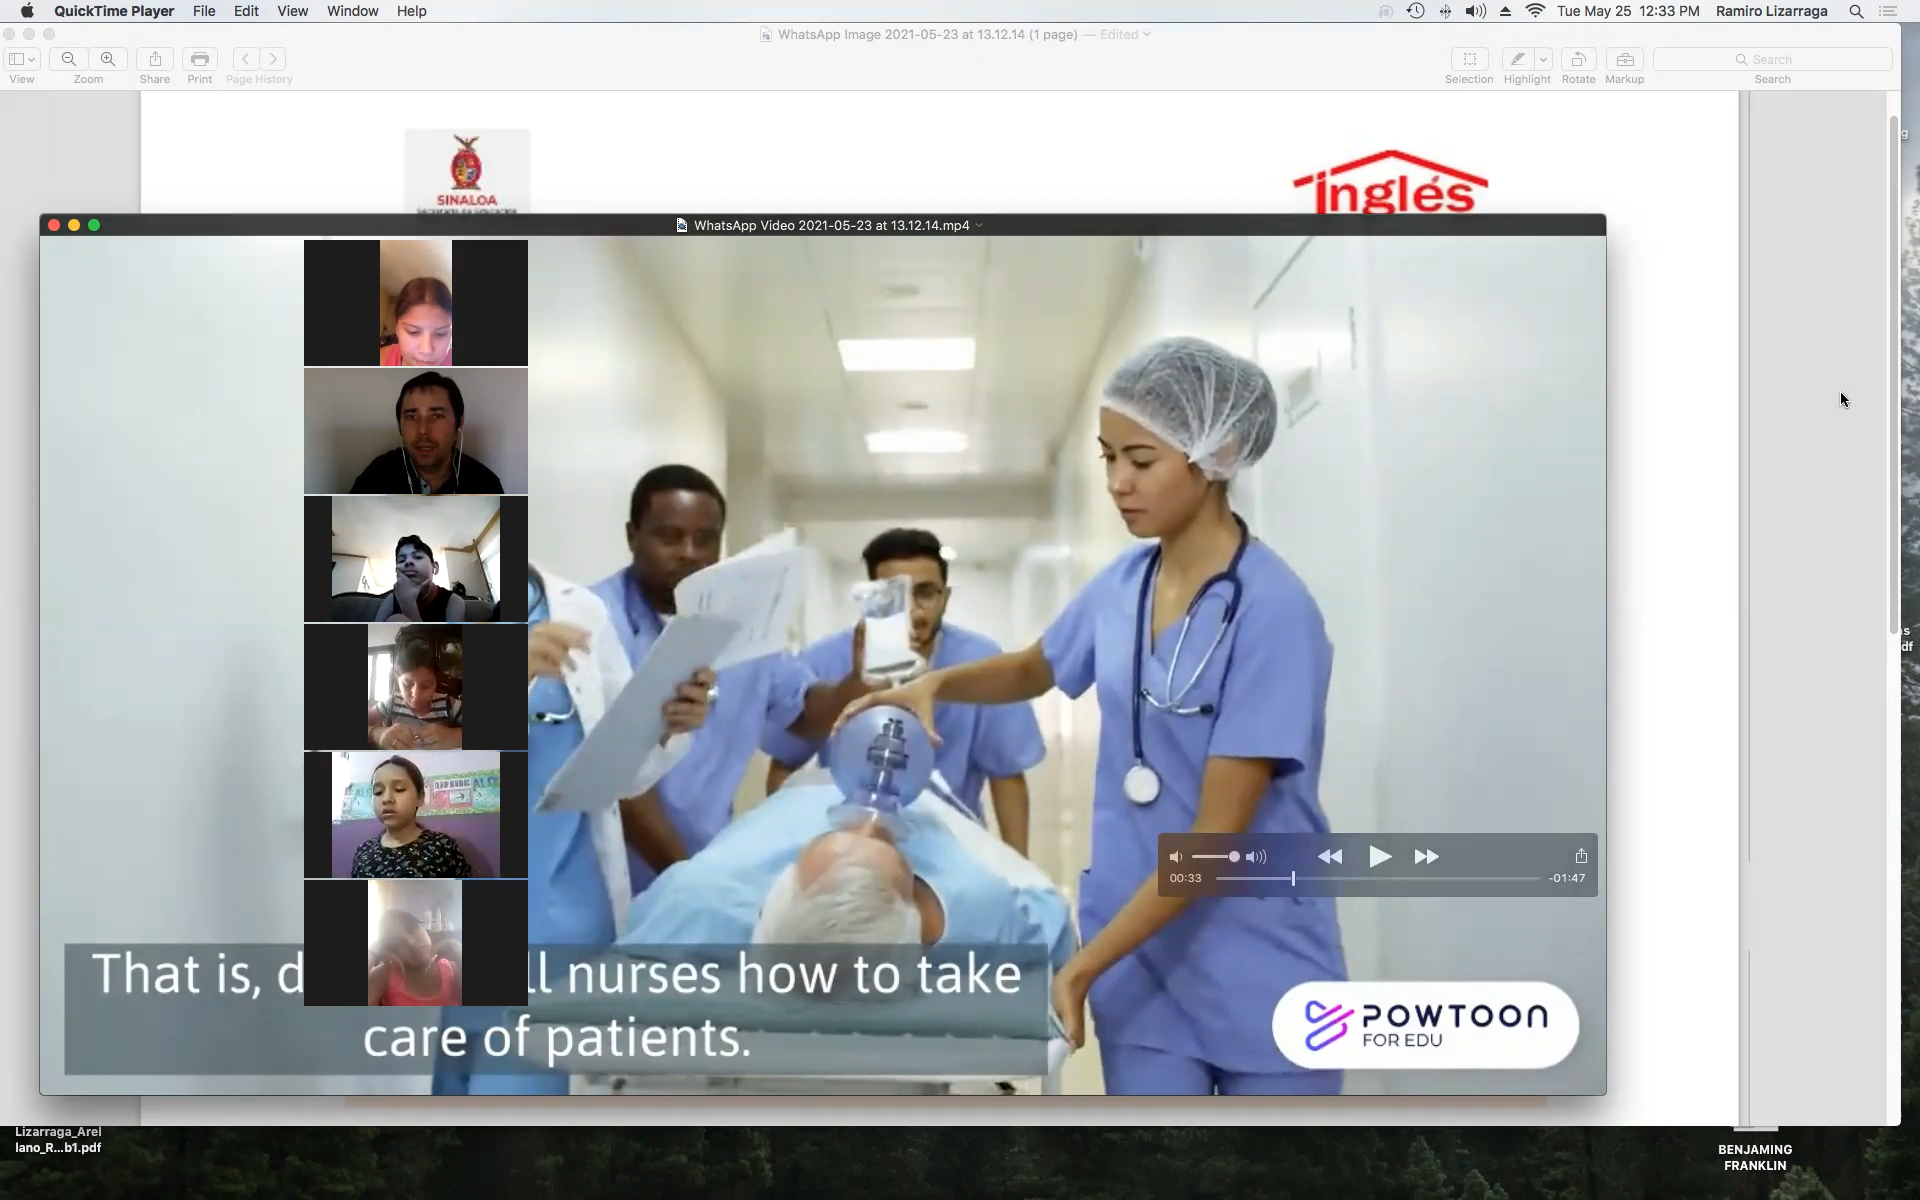 QuickTime Player File Edit View Window Help
Tue May 25 12:33 PM Ramiro Lizarraga
WhatsApp Image 2021-05-23 at 13.12.14 (1 page) — Edited
Search
View Zoom Share Print Page History
Selection Highlight Rotate Markup Search
SINALOA
Inglés
WhatsApp Video 2021-05-23 at 13.12.14.mp4
00:33
-01:47
That is, d ll nurses how to take
care of patients.
POWTOON
FOR EDU
Lizarraga_Arel
lano_R...b1.pdf
BENJAMING
FRANKLIN